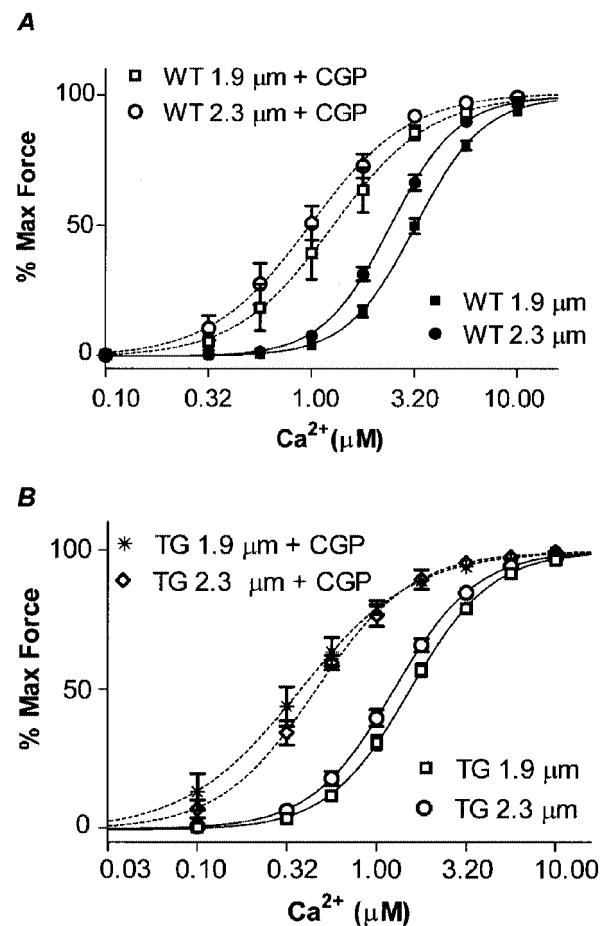 A
WT 1.9 μm + CGP
WT 2.3 μm + CGP
100
50
0
% Max Force
WT 1.9 μm
WT 2.3 μm
0.10 0.32 1.00 3.20 10.00
Ca2+(μM)
B
TG 1.9 μm + CGP
TG 2.3 μm + CGP
100
50
0
% Max Force
TG 1.9 μm
TG 2.3 μm
0.03 0.10 0.32 1.00 3.20 10.00
Ca2+ (μM)